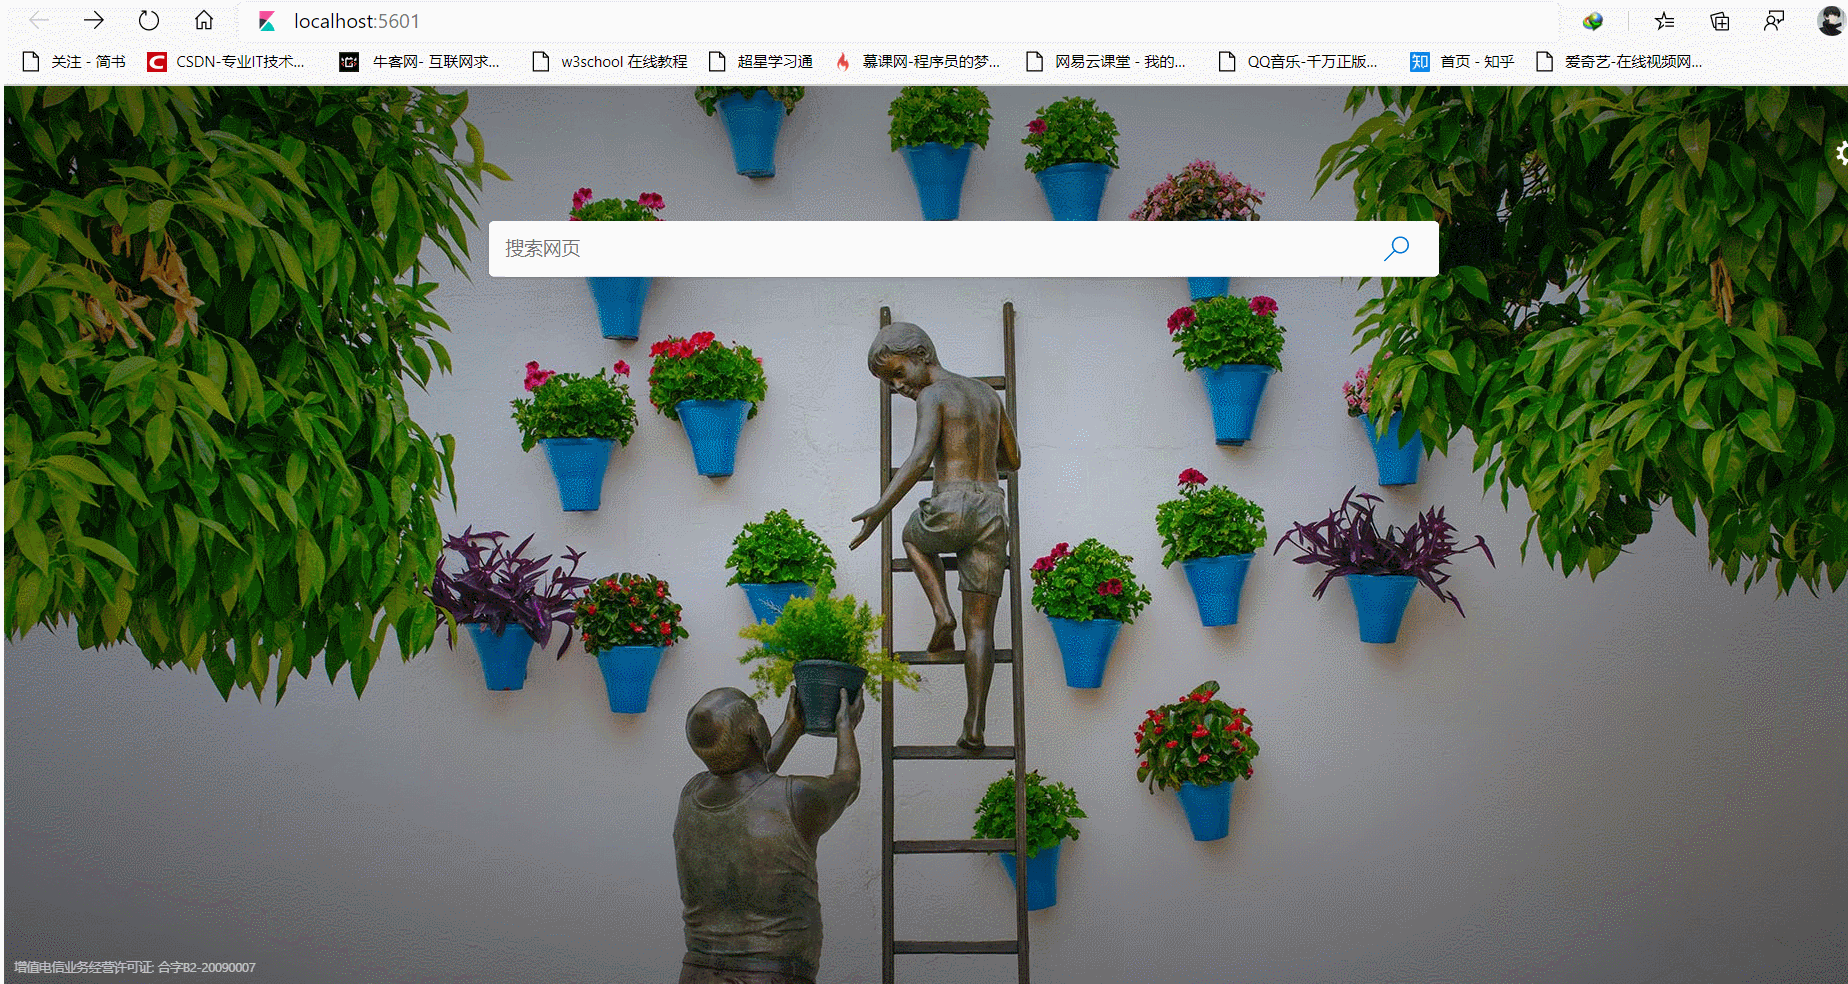 localhost:5601
关注 - 简书 CSDN-专业IT技术... 牛客网- 互联网求... w3school 在线教程 超星学习通 慕课网-程序员的梦... 网易云课堂 - 我的... QQ音乐-千万正版... 知 首页 - 知乎 爱奇艺-在线视频网...
搜索网页
增值电信业务经营许可证: 合字B2-20090007